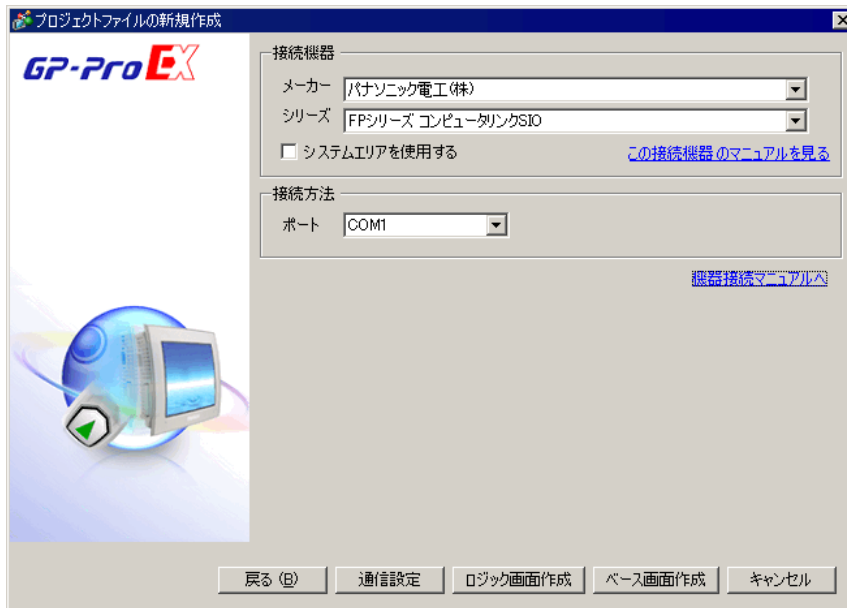 プロジェクトファイルの新規作成
GP-Pro EX
接続機器
メーカー パナソニック電工(株)
シリーズ FPシリーズ コンピュータリンクSIO
システムエリアを使用する この接続機器のマニュアルを見る
接続方法
ポート COM1
機器接続マニュアルへ
戻る (B) 通信設定 ロジック画面作成 ベース画面作成 キャンセル